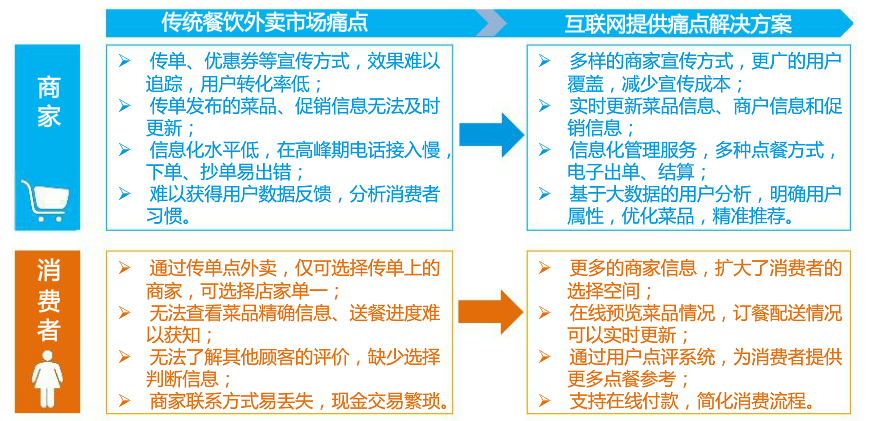 传统餐饮外卖市场痛点
互联网提供痛点解决方案
商家
➢ 传单、优惠券等宣传方式，效果难以
追踪，用户转化率低；
➢ 传单发布的菜品、促销信息无法及时
更新；
➢ 信息化水平低，在高峰期电话接入慢，
下单、抄单易出错；
➢ 难以获得用户数据反馈，分析消费者
习惯。
➢ 多样的商家宣传方式，更广的用户
覆盖，减少宣传成本；
➢ 实时更新菜品信息、商户信息和促
销信息；
➢ 信息化管理服务，多种点餐方式，
电子出单、结算；
➢ 基于大数据的用户分析，明确用户
属性，优化菜品，精准推荐。
消费者
➢ 通过传单点外卖，仅可选择传单上的
商家，可选择店家单一；
➢ 无法查看菜品精确信息、送餐进度难
以获知；
➢ 无法了解其他顾客的评价，缺少选择
判断信息；
➢ 商家联系方式易丢失，现金交易繁琐。
➢ 更多的商家信息，扩大了消费者的
选择空间；
➢ 在线预览菜品情况，订餐配送情况
可以实时更新；
➢ 通过用户点评系统，为消费者提供
更多点餐参考；
➢ 支持在线付款，简化消费流程。